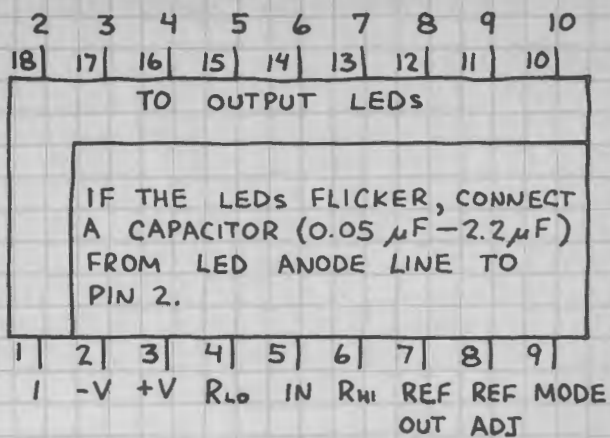 2 3 4 5 6 7 8 9 10
18 17 16 15 14 13 12 11 10
TO OUTPUT LEDS
IF THE LEDS FLICKER, CONNECT
A CAPACITOR (0.05 µF-2.2µF)
FROM LED ANODE LINE TO
PIN 2.
1 2 3 4 5 6 7 8 9
1 -V +V RLO IN RHI REF REF MODE
OUT ADJ